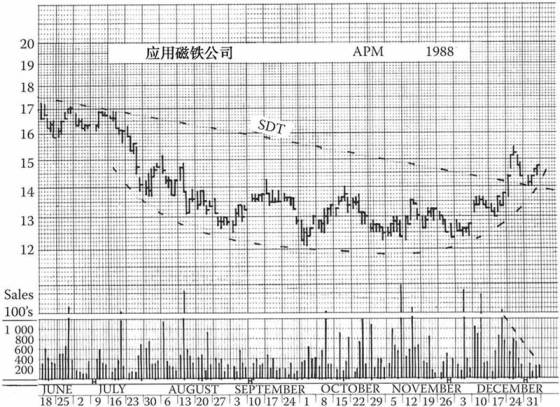 应用磁铁公司 APM 1988
20
19
18
17
16
15
14
13
12
SDT
Sales
100's
1 000
800
600
400
200
JUNE JULY AUGUST SEPTEMBER OCTOBER NOVEMBER DECEMBER
18 25 2 9 16 23 30 6 13 20 27 3 10 17 24 1 8 15 22 29 5 12 19 26 3 10 17 24 31